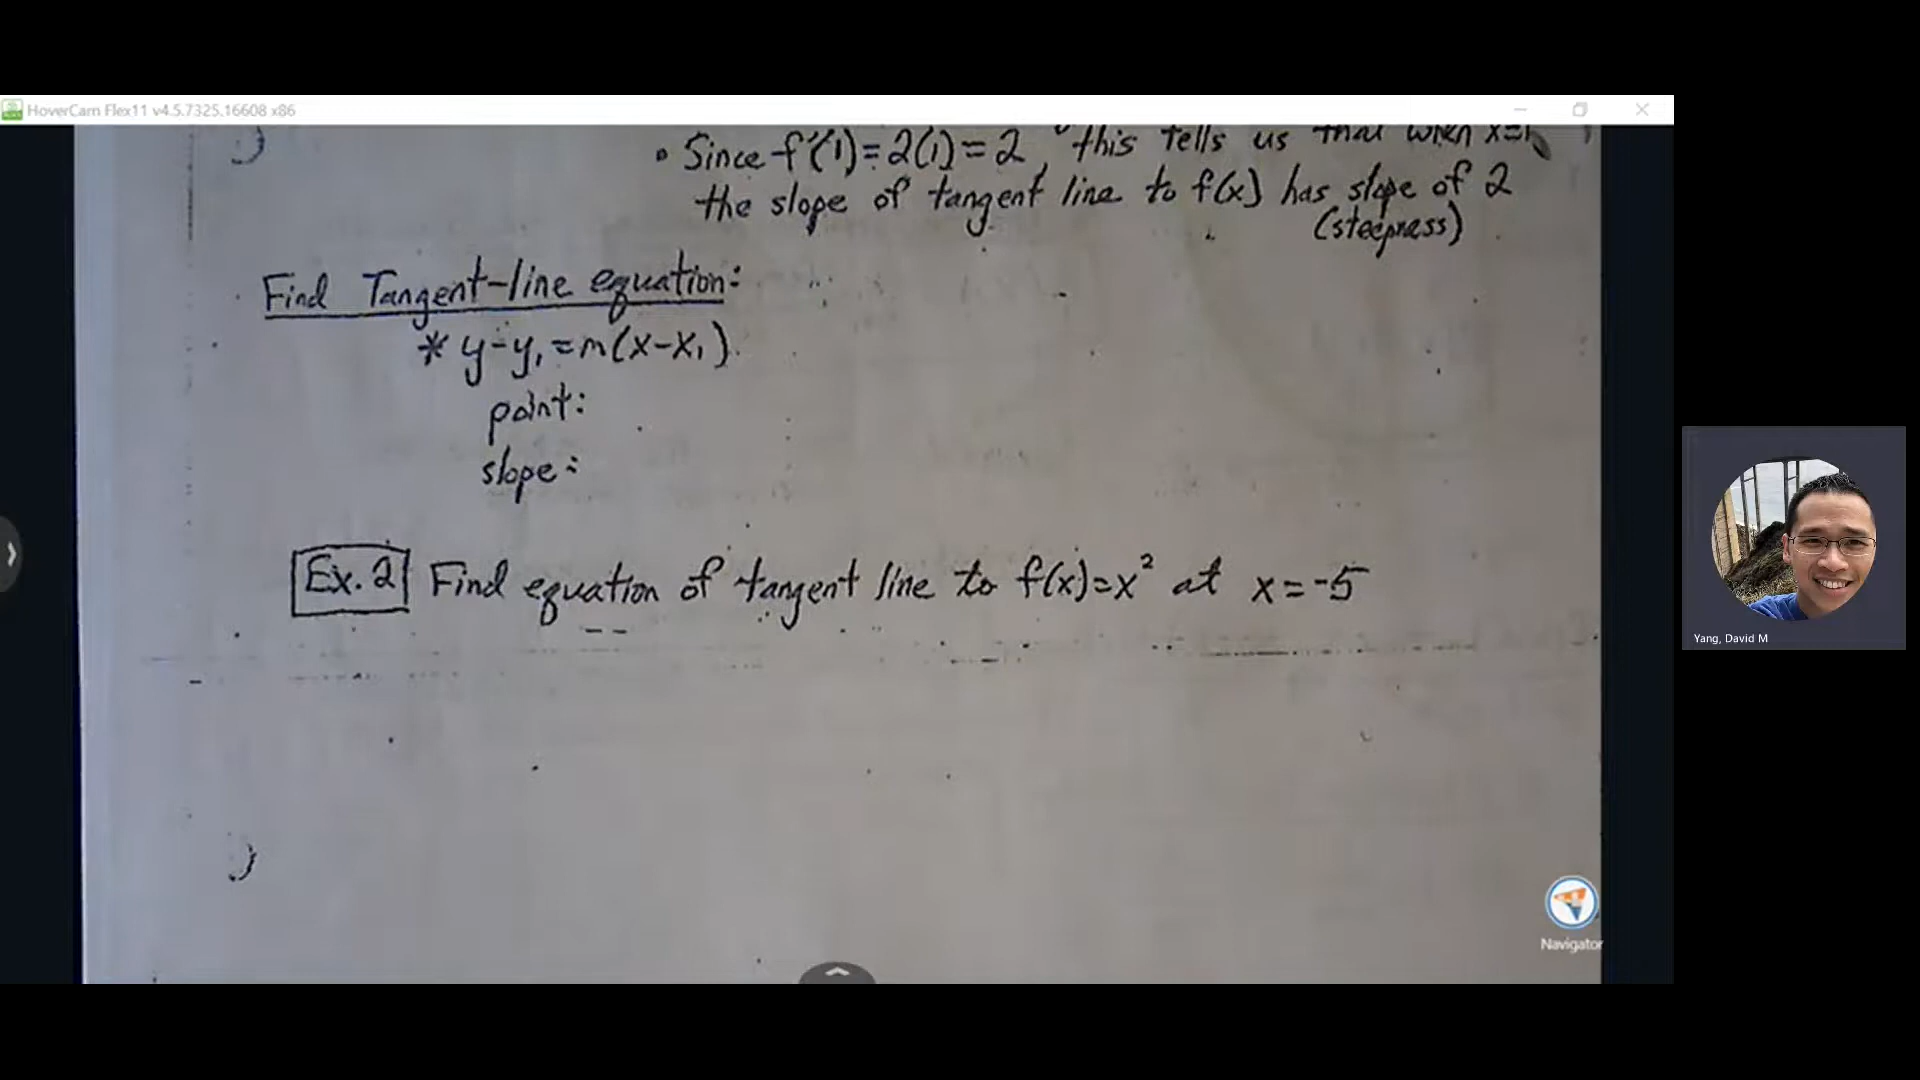 HoverCam Flex11 v4.5.7325.16608 x86
• Since f'(1)=2(1)=2, this tells us that when x=1,
the slope of tangent line to f(x) has slope of 2
(steepness)
Find Tangent-line equation:
* y-y₁=m(x-x₁)
point:
slope:
Ex. 2 Find equation of tangent line to f(x)=x² at x=-5
Yang, David M
Navigator